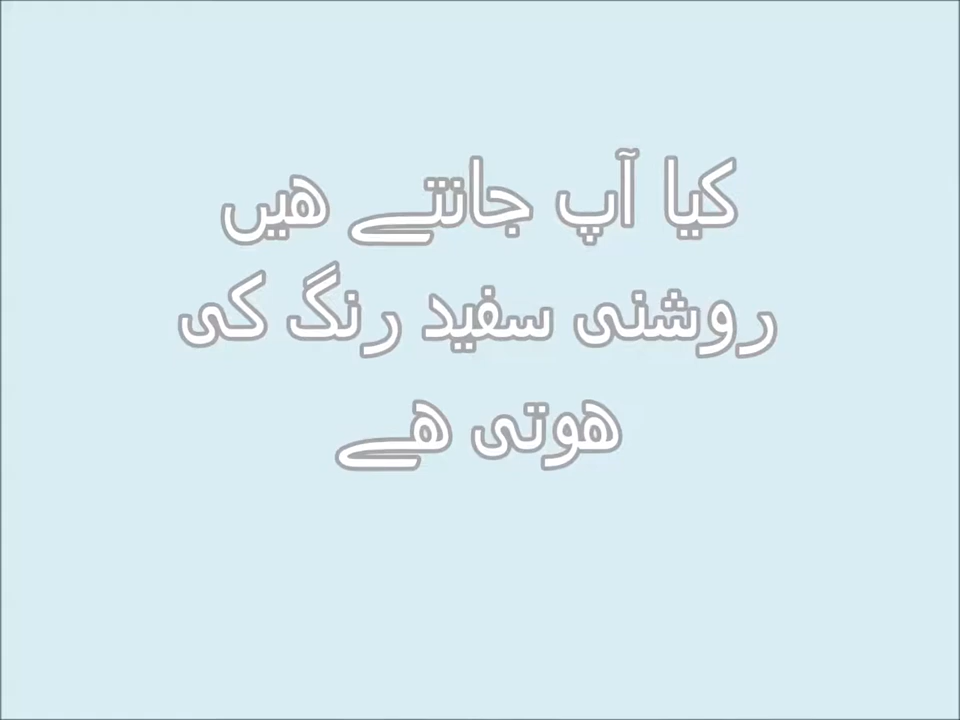 کیا آپ جانتے ھیں
روشنی سفید رنگ کی
ھوتی ھے